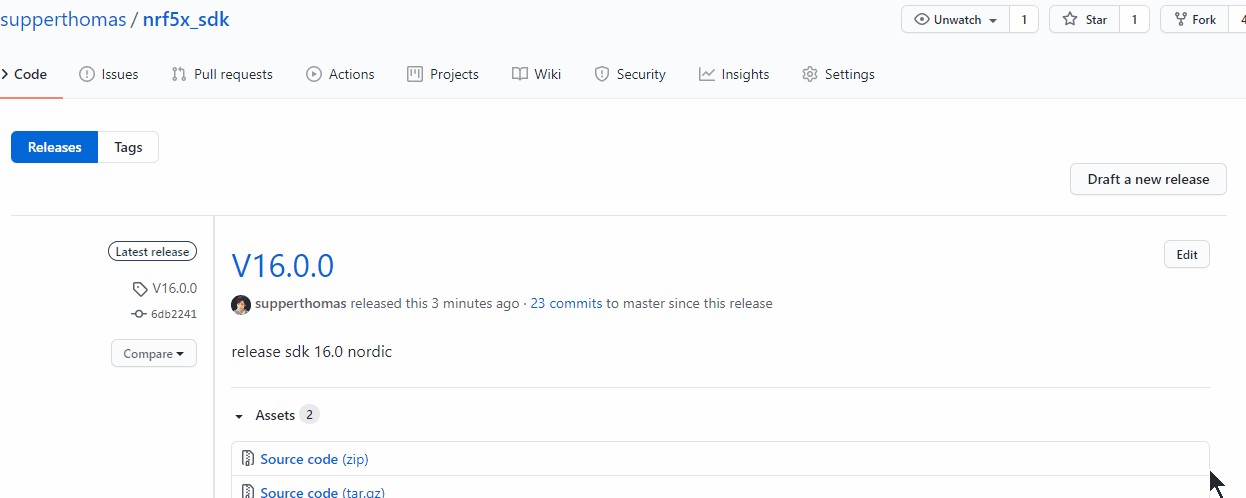 supperthomas / nrf5x_sdk
Unwatch 1 Star 1 Fork 4
Code Issues Pull requests Actions Projects Wiki Security Insights Settings
Releases Tags
Draft a new release
Latest release
V16.0.0
6db2241
Compare
V16.0.0
Edit
supperthomas released this 3 minutes ago · 23 commits to master since this release
release sdk 16.0 nordic
Assets 2
Source code (zip)
Source code (tar.gz)